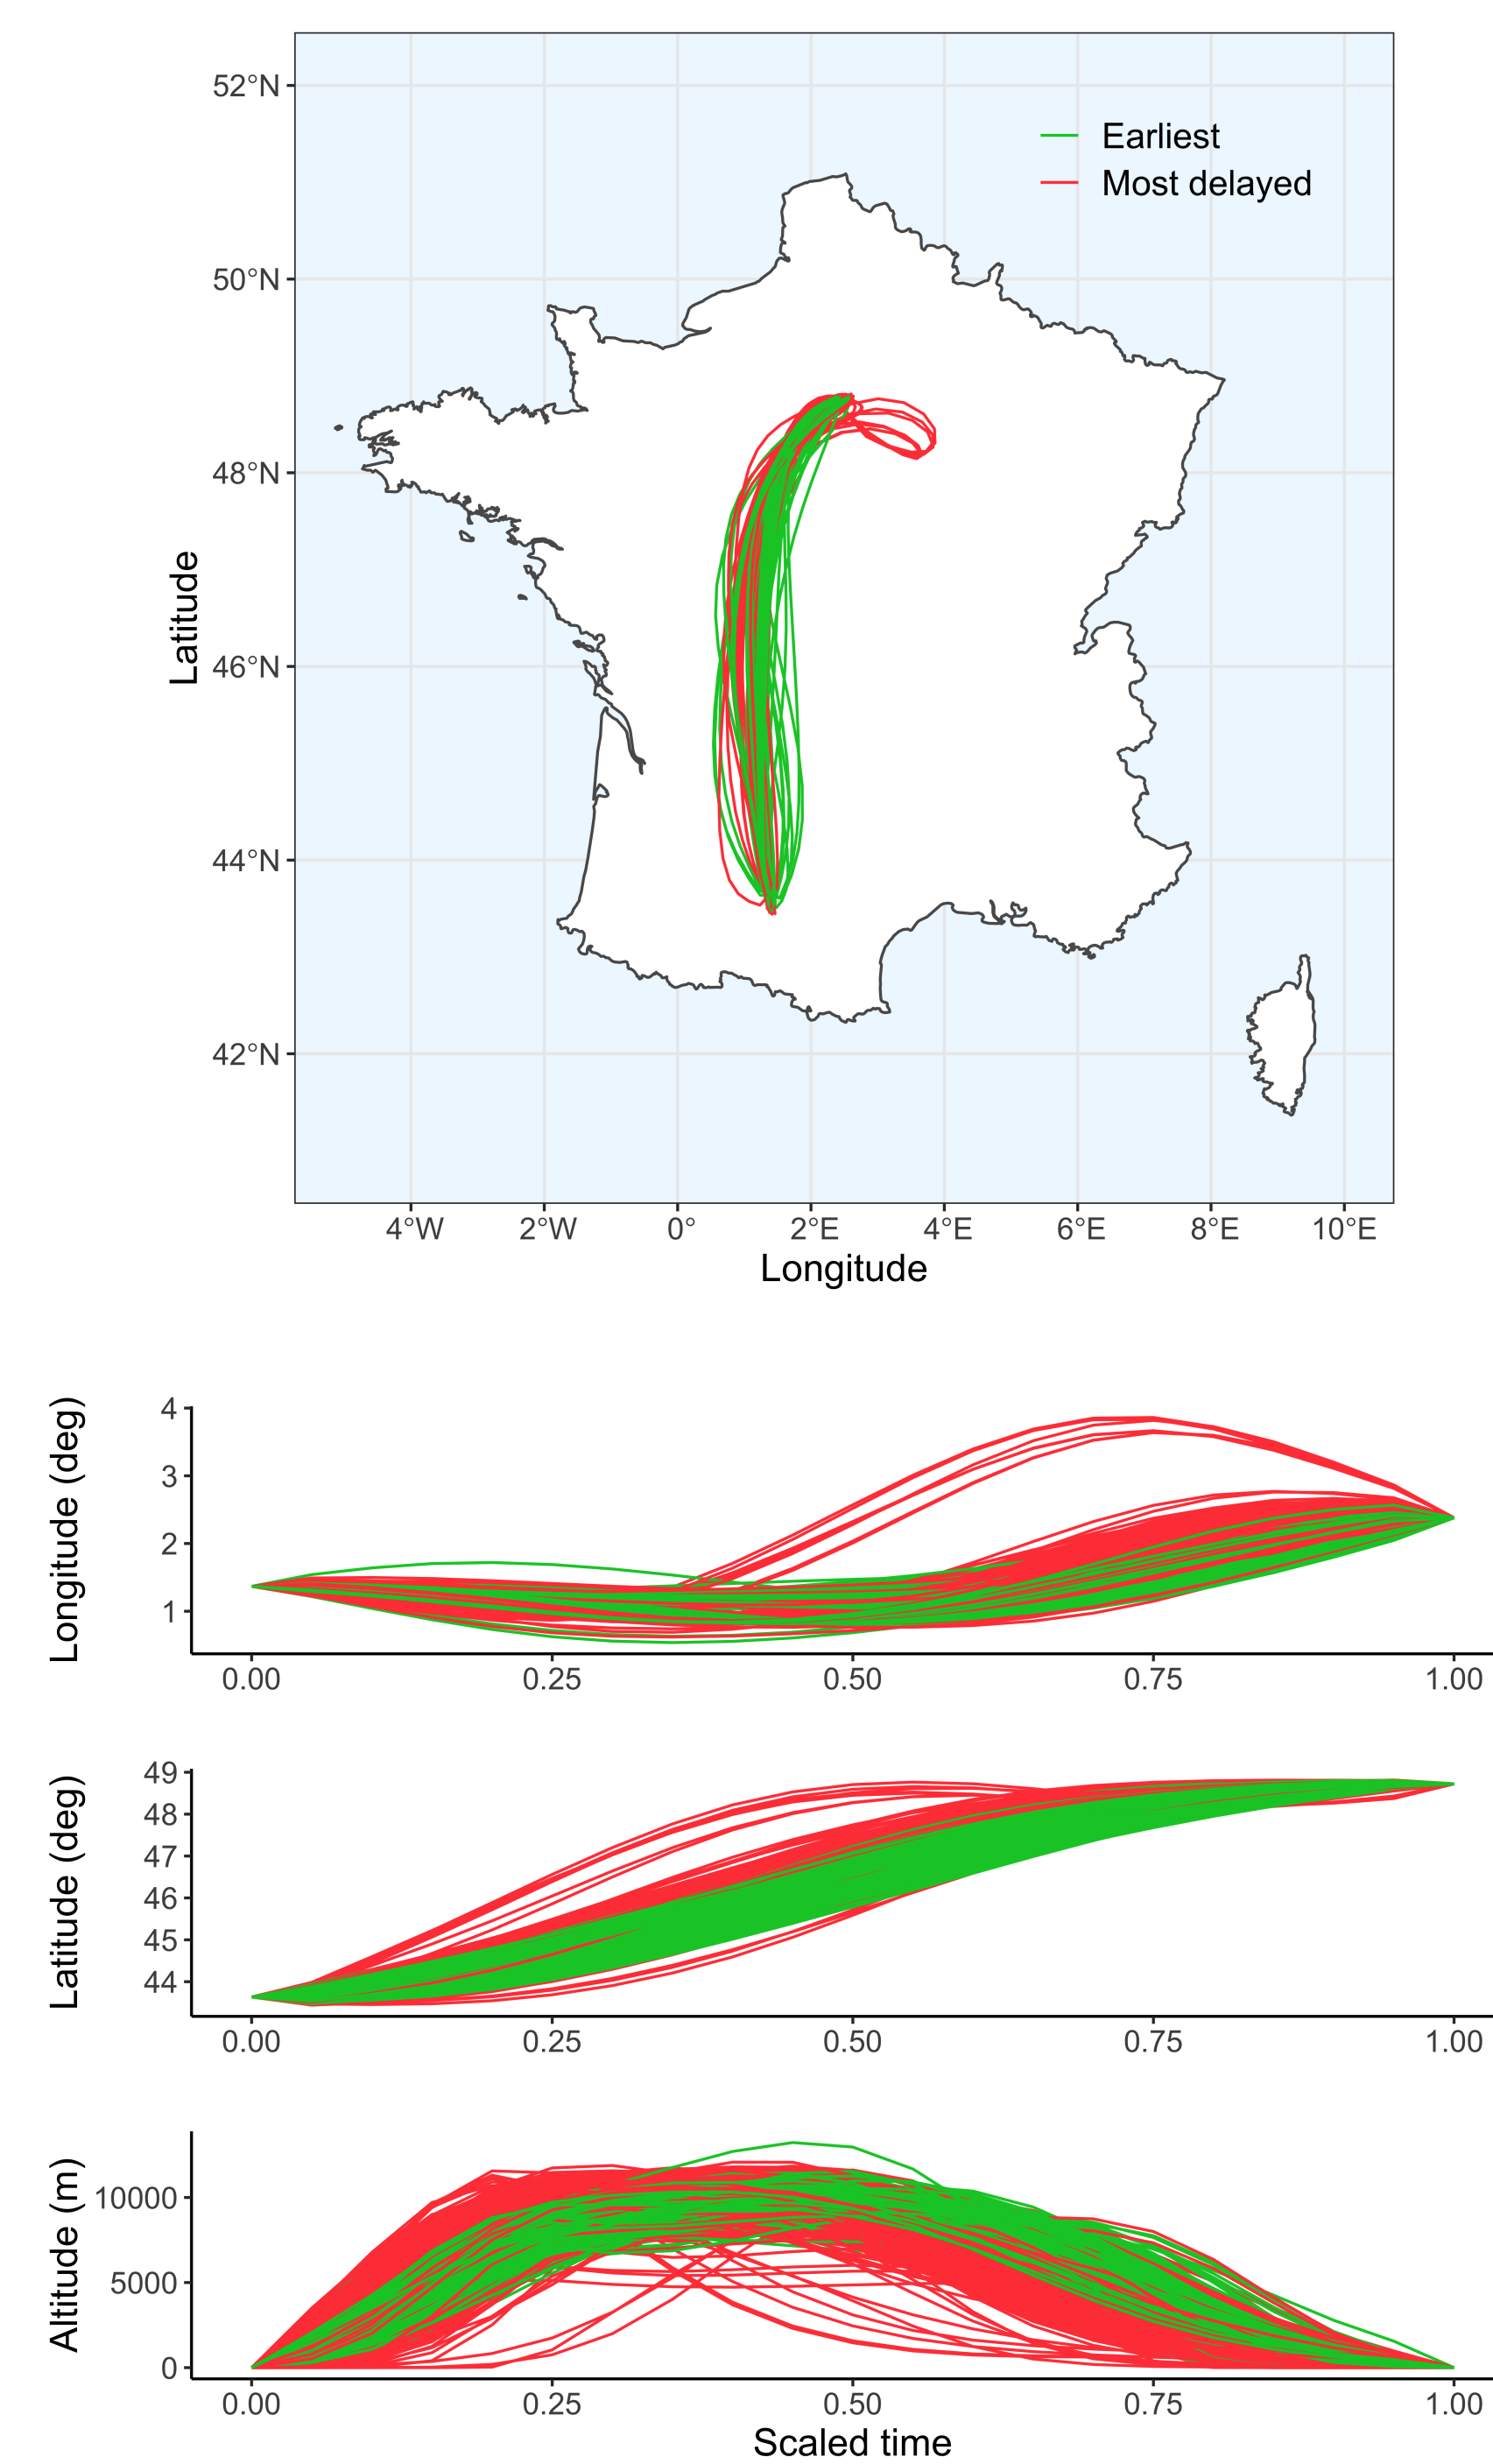 52°N
50°N
48°N
46°N
44°N
42°N
Latitude
Earliest
Most delayed
4°W 2°W 0° 2°E 4°E 6°E 8°E 10°E
Longitude
Longitude (deg)
4
3
2
1
0.00 0.25 0.50 0.75 1.00
Latitude (deg)
49
48
47
46
45
44
0.00 0.25 0.50 0.75 1.00
Altitude (m)
10000
5000
0
0.00 0.25 0.50 0.75 1.00
Scaled time